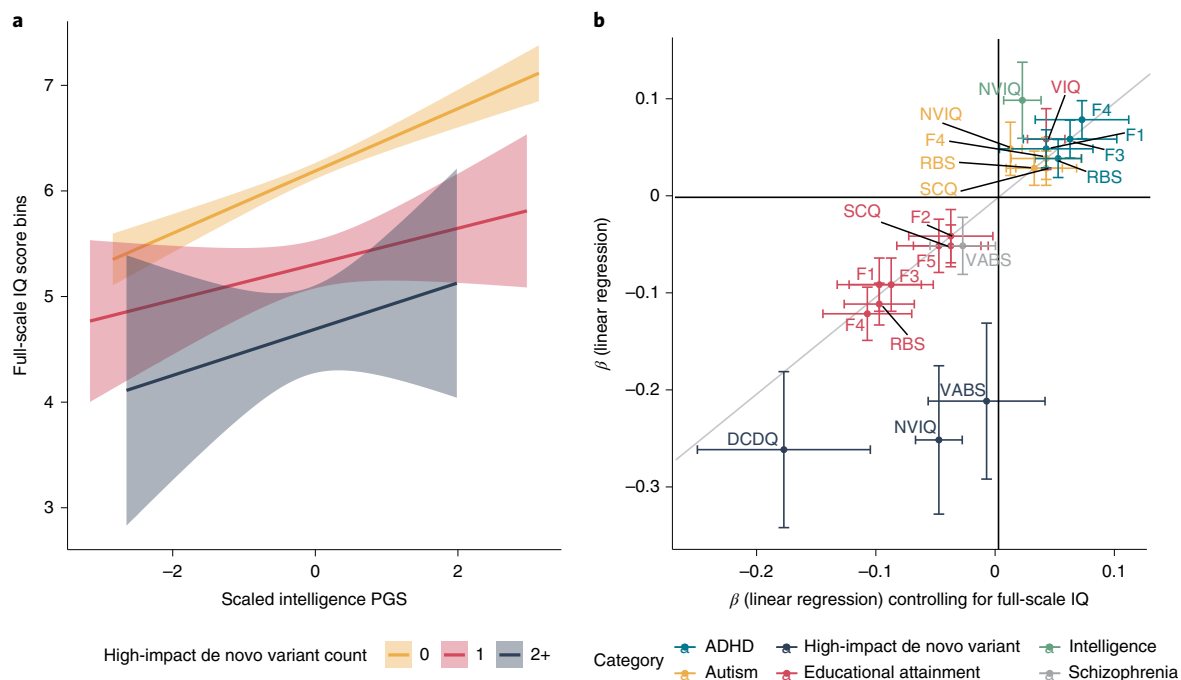 a
Full-scale IQ score bins
7
6
5
4
3
−2
0
2
Scaled intelligence PGS
High-impact de novo variant count
0
1
2+
b
β (linear regression)
0.1
0
−0.1
−0.2
−0.3
NVIQ
VIQ
F4
NVIQ
F1
F4
F3
RBS
RBS
SCQ
SCQ
F2
F5
VABS
F1
F3
F4
RBS
VABS
NVIQ
DCDQ
−0.2
−0.1
0
0.1
β (linear regression) controlling for full-scale IQ
Category
ADHD
High-impact de novo variant
Intelligence
Autism
Educational attainment
Schizophrenia